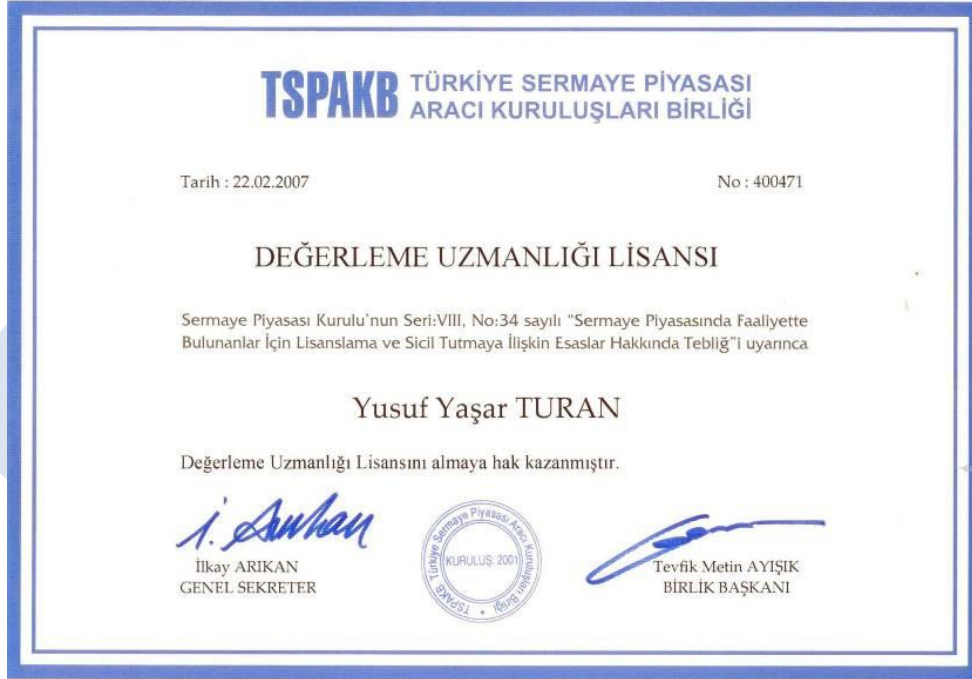 TSPAKB TÜRKİYE SERMAYE PİYASASI
ARACI KURULUŞLARI BİRLİĞİ
Tarih : 22.02.2007
No : 400471
DEĞERLEME UZMANLIĞI LİSANSI
Sermaye Piyasası Kurulu'nun Seri:VIII, No:34 sayılı “Sermaye Piyasasında Faaliyette
Bulunanlar İçin Lisanslama ve Sicil Tutmaya İlişkin Esaslar Hakkında Tebliğ”i uyarınca
Yusuf Yaşar TURAN
Değerleme Uzmanlığı Lisansını almaya hak kazanmıştır.
İ. Arıkan
İlkay ARIKAN
GENEL SEKRETER
TSPAKB Türkiye Sermaye Piyasası Aracı Kuruluşları Birliği
KURULUŞ: 2001
Tevfik Metin AYIŞIK
BİRLİK BAŞKANI